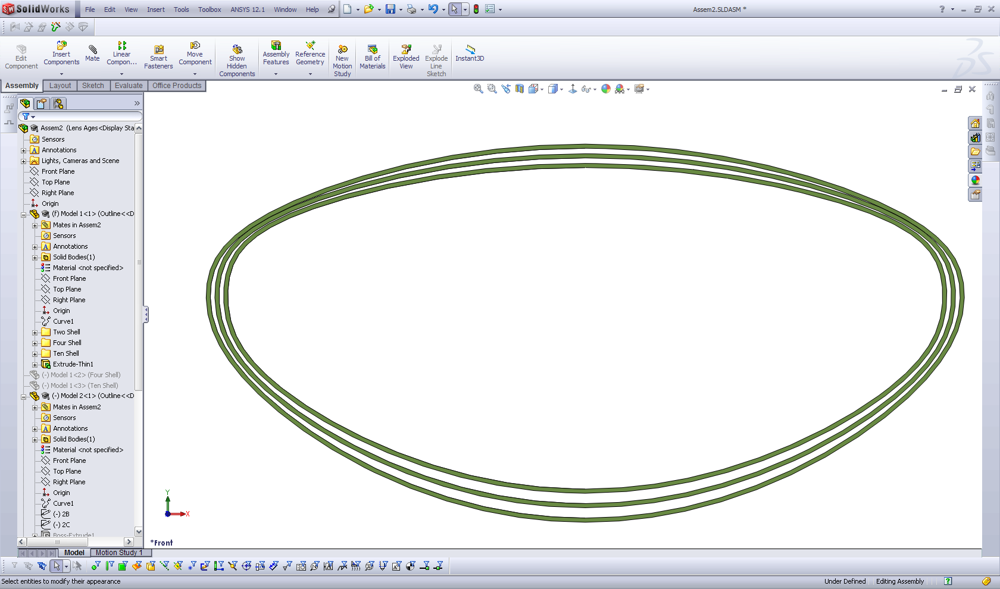 SolidWorks File Edit View Insert Tools Toolbox ANSYS 12.1 Window Help Assem2.SLDASM *
Edit Component
Insert Components
Mate
Linear Compon...
Smart Fasteners
Move Component
Show Hidden Components
Assembly Features
Reference Geometry
New Motion Study
Bill of Materials
Exploded View
Explode Line Sketch
Instant3D
Assembly Layout Sketch Evaluate Office Products
Assem2 (Lens Ages<Display Sta
Sensors
Annotations
Lights, Cameras and Scene
Front Plane
Top Plane
Right Plane
Origin
(f) Model 1<1> (Outline<<D
Mates in Assem2
Sensors
Annotations
Solid Bodies(1)
Material <not specified>
Front Plane
Top Plane
Right Plane
Origin
Curve1
Two Shell
Four Shell
Ten Shell
Extrude-Thin1
(-) Model 1<2> (Four Shell)
(-) Model 1<3> (Ten Shell)
(-) Model 2<1> (Outline<<D
Mates in Assem2
Sensors
Annotations
Solid Bodies(1)
Material <not specified>
Front Plane
Top Plane
Right Plane
Origin
Curve1
(-) 2B
(-) 2C
Boss-Extrude1
Y
X
*Front
Model Motion Study 1
Select entities to modify their appearance Under Defined Editing Assembly